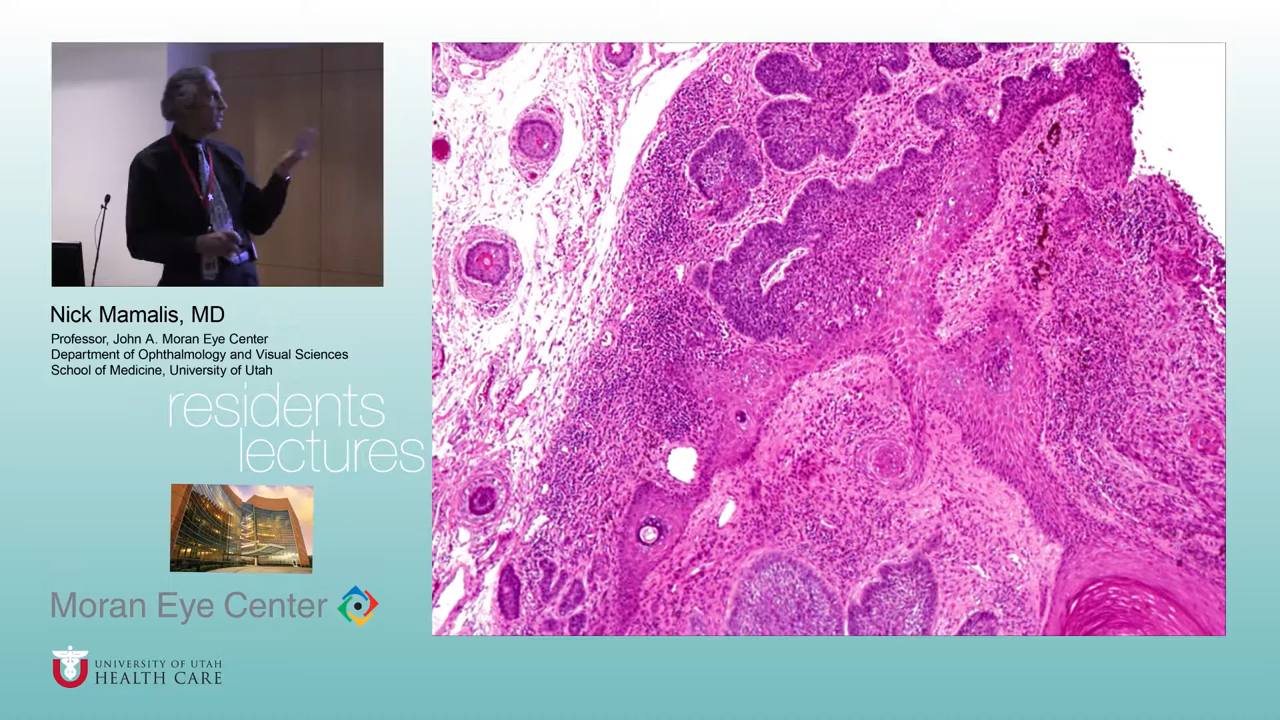 Nick Mamalis, MD
Professor, John A. Moran Eye Center
Department of Ophthalmology and Visual Sciences
School of Medicine, University of Utah
residents
lectures
Moran Eye Center
UNIVERSITY OF UTAH
HEALTH CARE